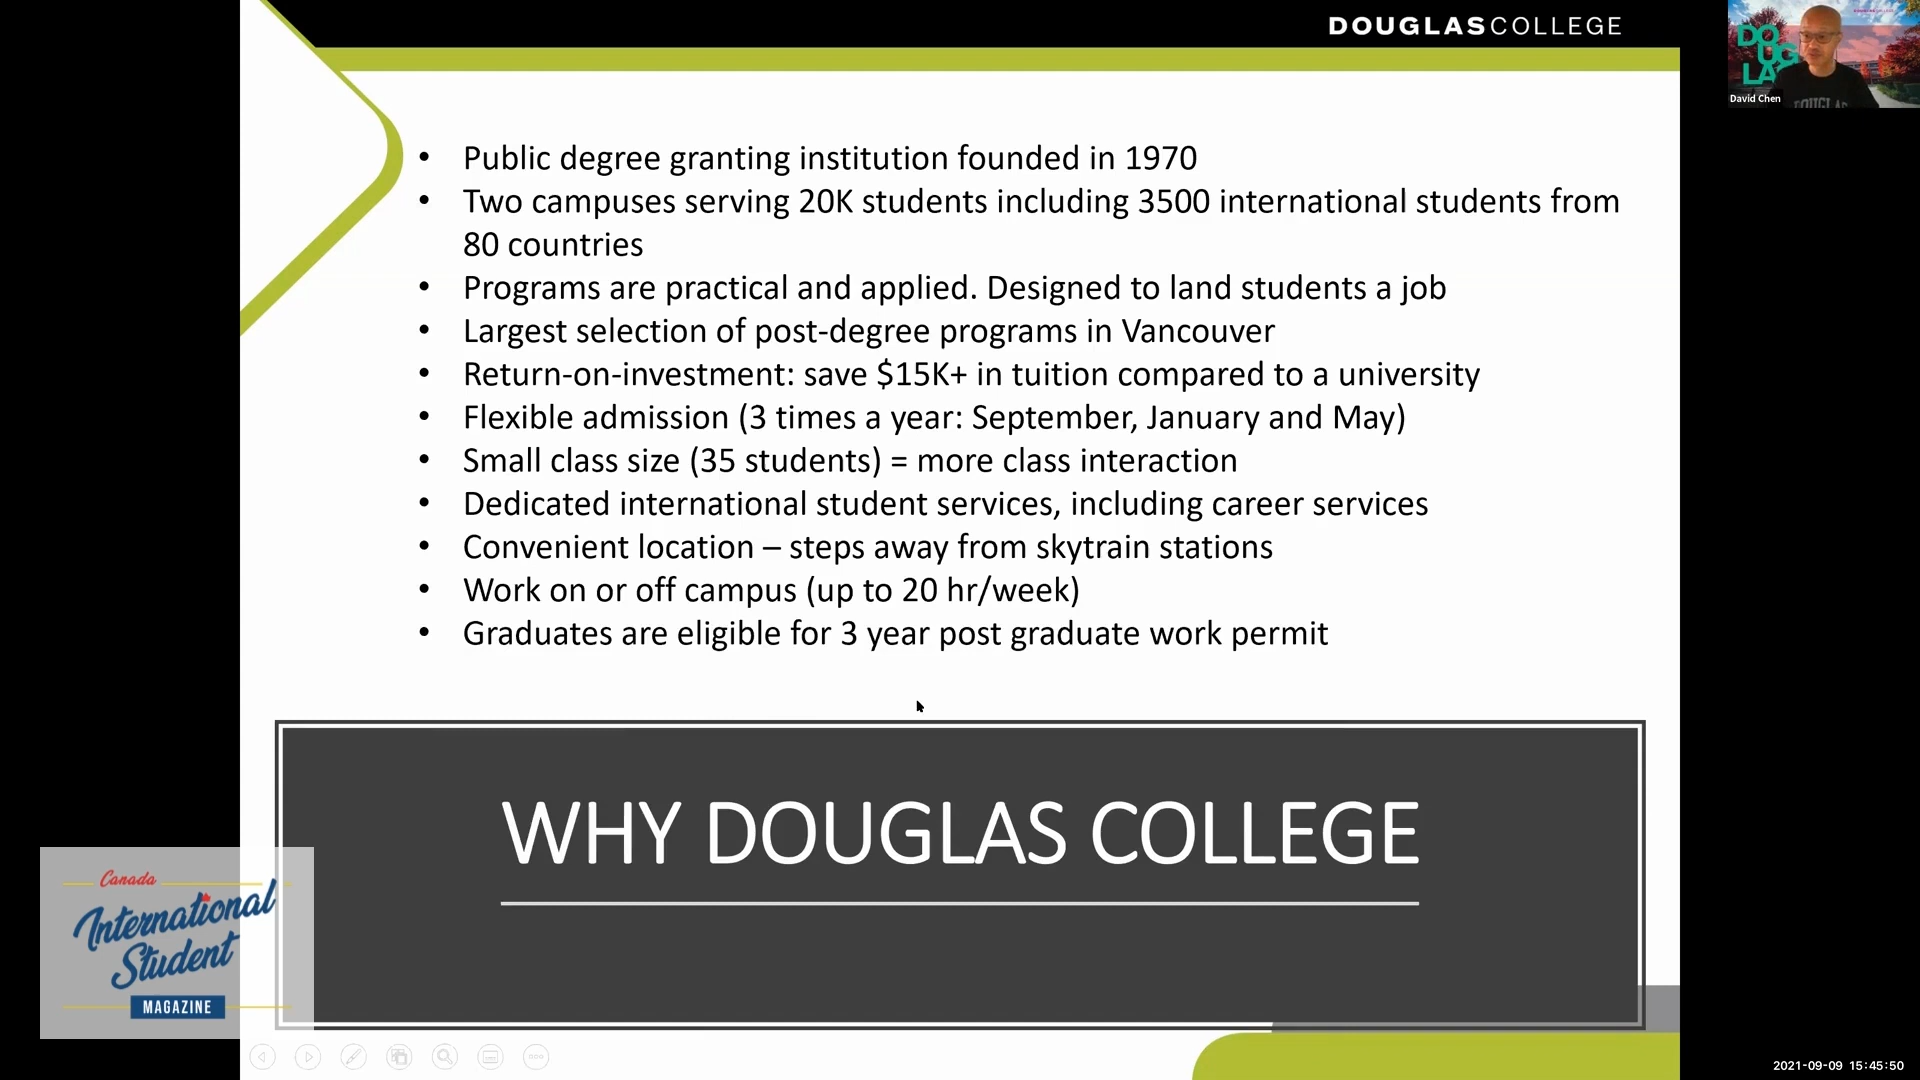 DOUGLASCOLLEGE
DO
UG
LA
David Chen
DOUGLAS
• Public degree granting institution founded in 1970
• Two campuses serving 20K students including 3500 international students from
80 countries
• Programs are practical and applied. Designed to land students a job
• Largest selection of post-degree programs in Vancouver
• Return-on-investment: save $15K+ in tuition compared to a university
• Flexible admission (3 times a year: September, January and May)
• Small class size (35 students) = more class interaction
• Dedicated international student services, including career services
• Convenient location – steps away from skytrain stations
• Work on or off campus (up to 20 hr/week)
• Graduates are eligible for 3 year post graduate work permit
WHY DOUGLAS COLLEGE
Canada
International
Student
MAGAZINE
2021-09-09 15:45:50